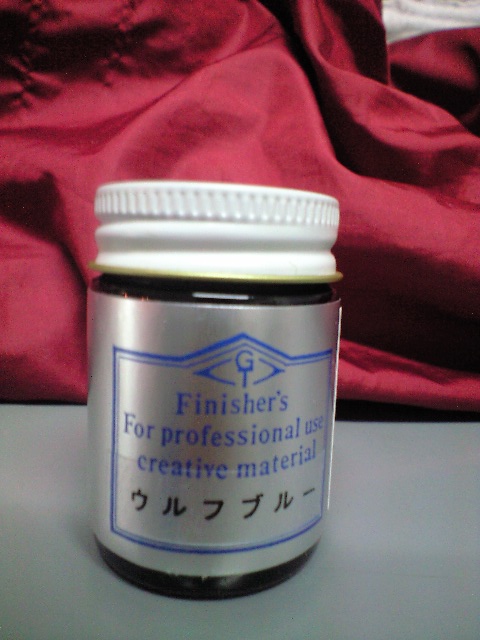 G
Finisher's
For professional use
creative material
ウルフブルー